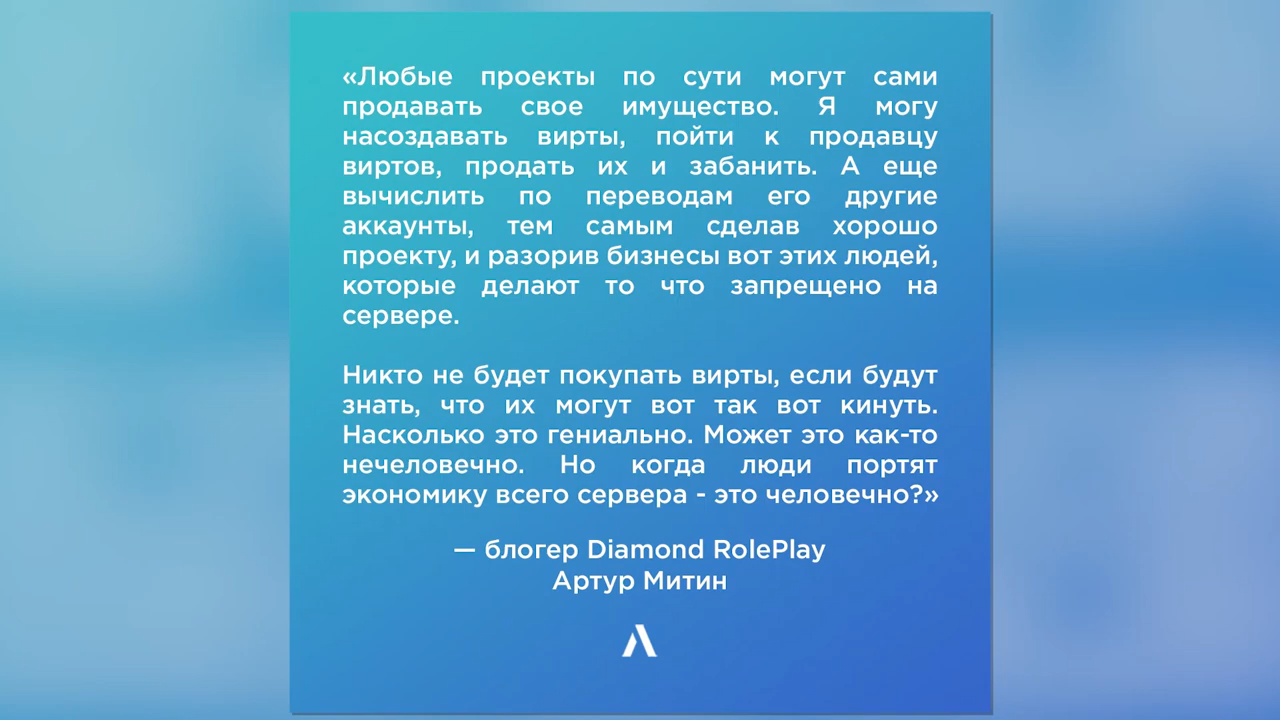 «Любые проекты по сути могут сами
продавать свое имущество. Я могу
насоздавать вирты, пойти к продавцу
виртов, продать их и забанить. А еще
вычислить по переводам его другие
аккаунты, тем самым сделав хорошо
проекту, и разорив бизнесы вот этих людей,
которые делают то что запрещено на
сервере.
Никто не будет покупать вирты, если будут
знать, что их могут вот так вот кинуть.
Насколько это гениально. Может это как-то
нечеловечно. Но когда люди портят
экономику всего сервера - это человечно?»
— блогер Diamond RolePlay
Артур Митин